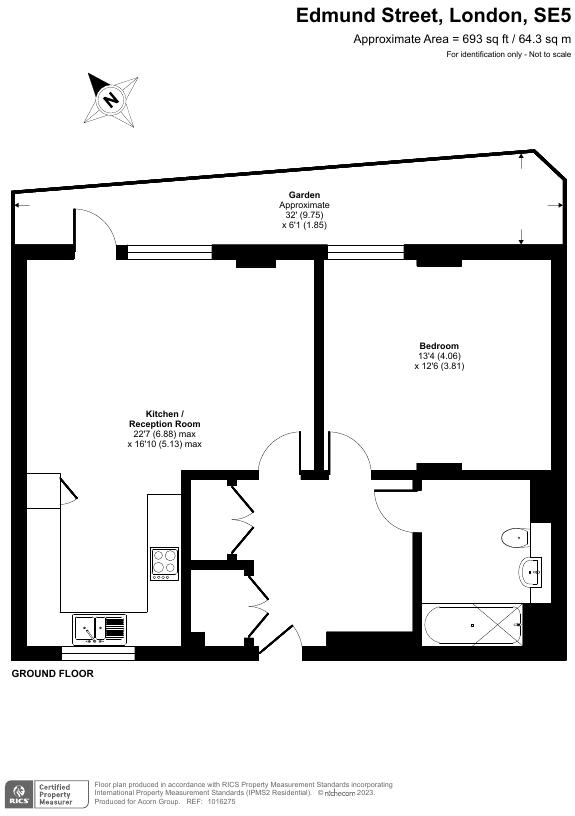 Edmund Street, London, SE5
Approximate Area = 693 sq ft / 64.3 sq m
For identification only - Not to scale
N
Garden
Approximate
32' (9.75)
x 6'1 (1.85)
Bedroom
13'4 (4.06)
x 12'6 (3.81)
Kitchen /
Reception Room
22'7 (6.88) max
x 16'10 (5.13) max
GROUND FLOOR
RICS
Certified
Property
Measurer
Floor plan produced in accordance with RICS Property Measurement Standards incorporating
International Property Measurement Standards (IPMS2 Residential). © nichecom 2023.
Produced for Acorn Group. REF: 1016275